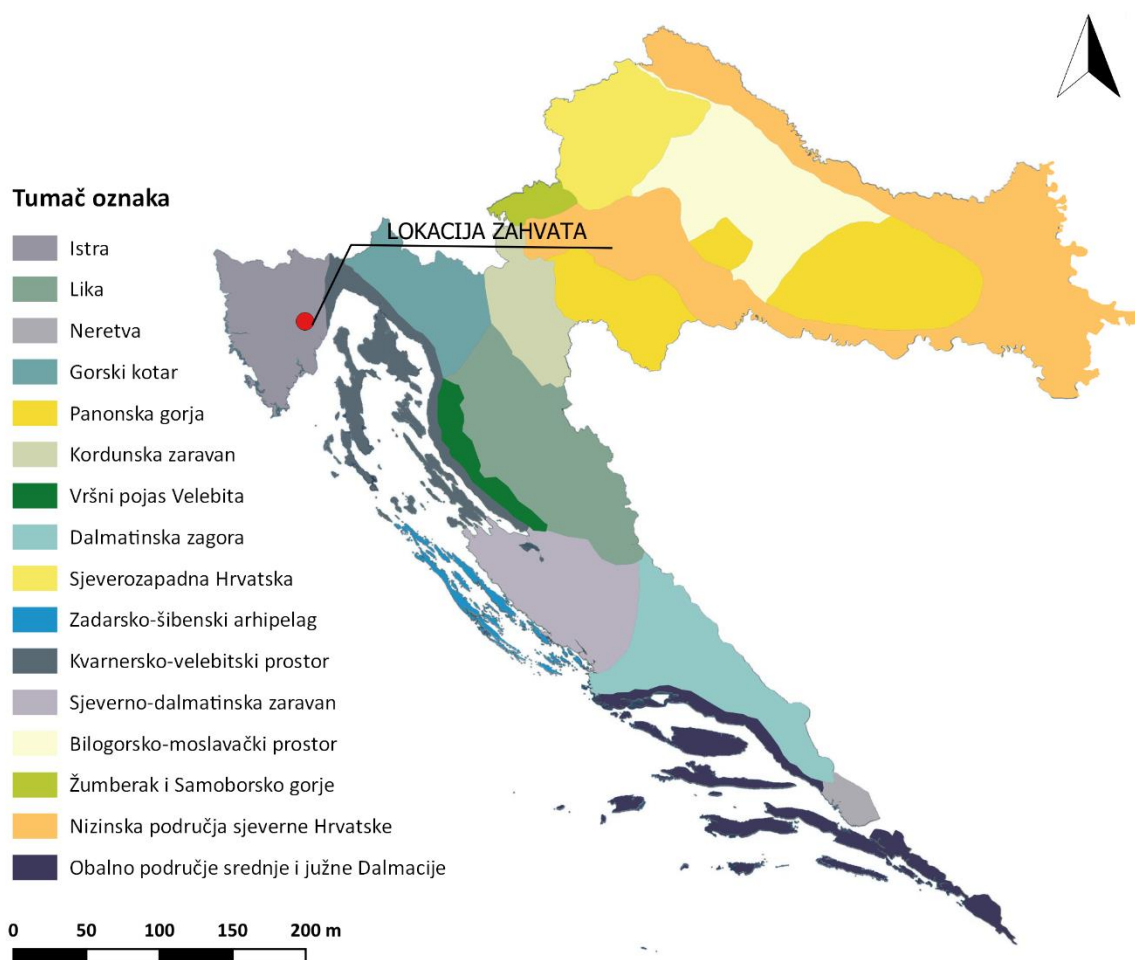 LOKACIJA ZAHVATA
Tumač oznaka
Istra
Lika
Neretva
Gorski kotar
Panonska gorja
Kordunska zaravan
Vršni pojas Velebita
Dalmatinska zagora
Sjeverozapadna Hrvatska
Zadarsko-šibenski arhipelag
Kvarnersko-velebitski prostor
Sjeverno-dalmatinska zaravan
Bilogorsko-moslavački prostor
Žumberak i Samoborsko gorje
Nizinska područja sjeverne Hrvatske
Obalno područje srednje i južne Dalmacije
0 50 100 150 200 m